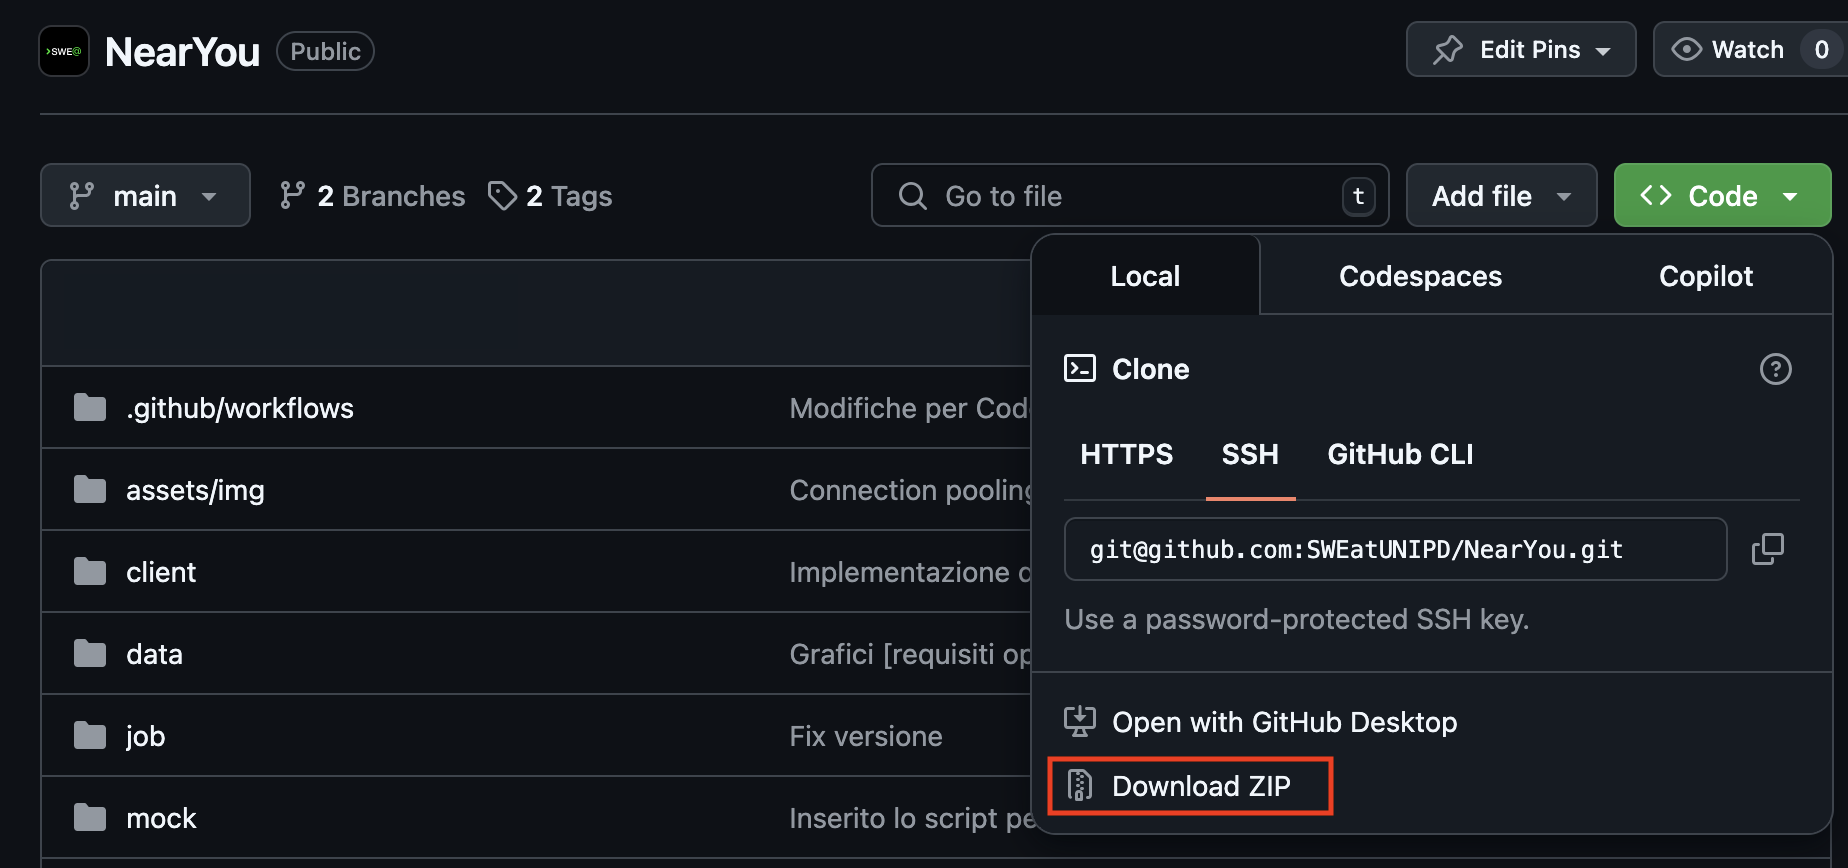 >SWE@ NearYou Public Edit Pins Watch 0
main 2 Branches 2 Tags Go to file t Add file Code
Local Codespaces Copilot
Clone
HTTPS SSH GitHub CLI
git@github.com:SWEatUNIPD/NearYou.git
Use a password-protected SSH key.
Open with GitHub Desktop
Download ZIP
.github/workflows Modifiche per Cod
assets/img Connection pooling
client Implementazione
data Grafici [requisiti op
job Fix versione
mock Inserito lo script pe